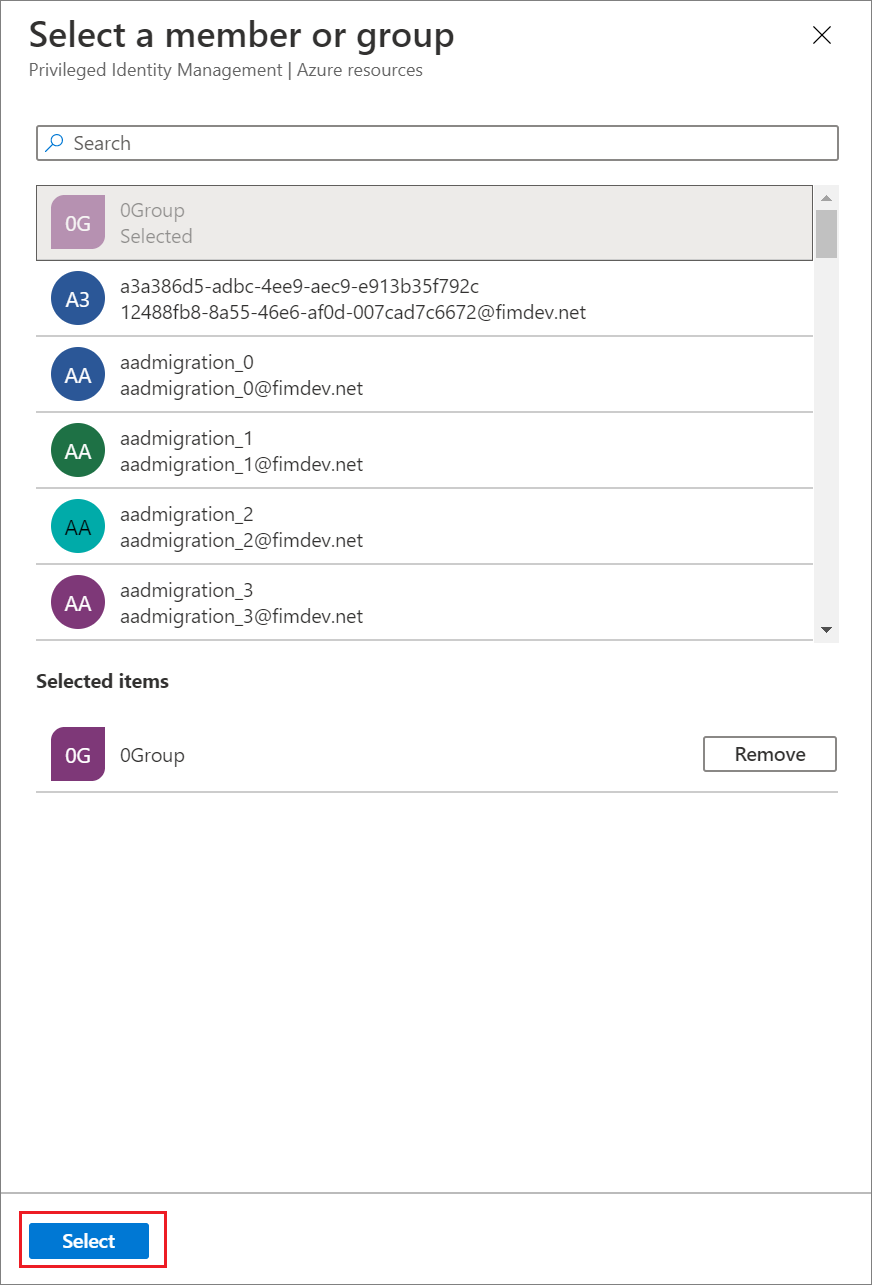 Select a member or group
Privileged Identity Management | Azure resources
Search
0G
0Group
Selected
A3
a3a386d5-adbc-4ee9-aec9-e913b35f792c
12488fb8-8a55-46e6-af0d-007cad7c6672@fimdev.net
AA
aadmigration_0
aadmigration_0@fimdev.net
AA
aadmigration_1
aadmigration_1@fimdev.net
AA
aadmigration_2
aadmigration_2@fimdev.net
AA
aadmigration_3
aadmigration_3@fimdev.net
Selected items
0G
0Group
Remove
Select